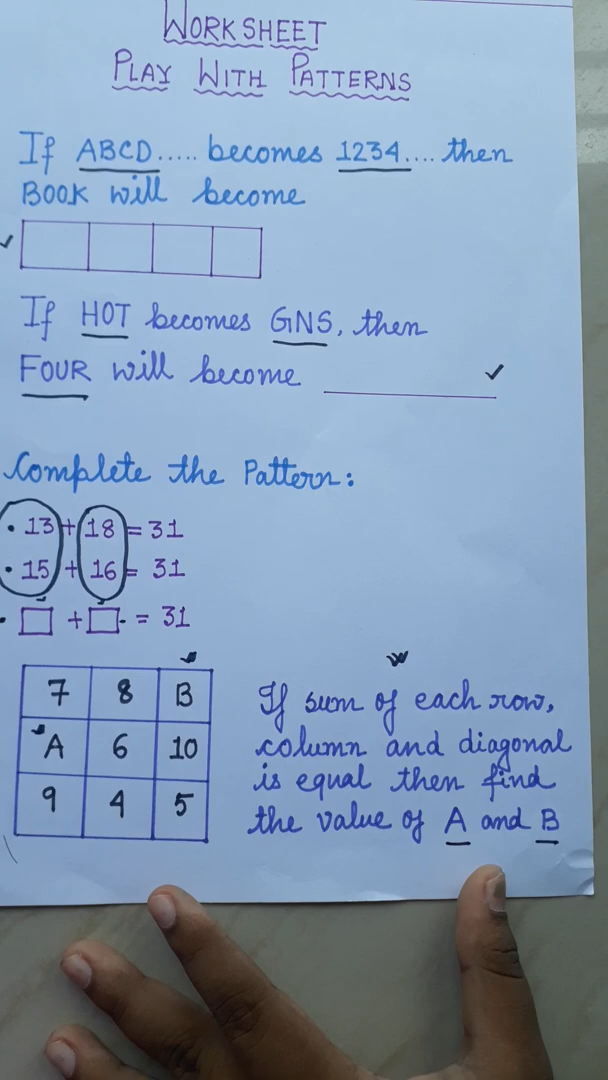 WORKSHEET
PLAY WITH PATTERNS
If ABCD..... becomes 1234.... then
BOOK will become
If HOT becomes GNS, then
FOUR will become
Complete the Pattern:
• 13 + 18 = 31
• 15 + 16 = 31
• □ + □ = 31
7 8 B
A 6 10
9 4 5
If sum of each row,
column and diagonal
is equal then find
the value of A and B